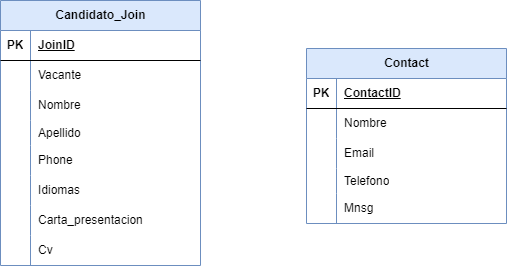 Candidato_Join
PK JoinID
Vacante
Nombre
Apellido
Phone
Idiomas
Carta_presentacion
Cv
Contact
PK ContactID
Nombre
Email
Telefono
Mnsg